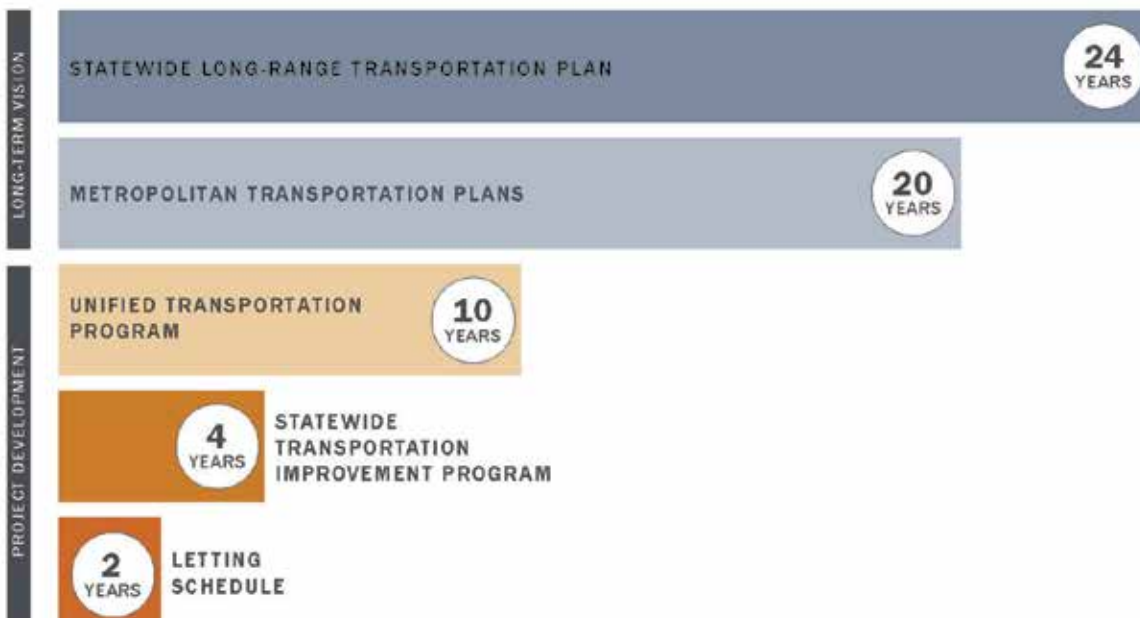 LONG-TERM VISION
STATEWIDE LONG-RANGE TRANSPORTATION PLAN
24
YEARS
METROPOLITAN TRANSPORTATION PLANS
20
YEARS
PROJECT DEVELOPMENT
UNIFIED TRANSPORTATION
PROGRAM
10
YEARS
4
YEARS
STATEWIDE
TRANSPORTATION
IMPROVEMENT PROGRAM
2
YEARS
LETTING
SCHEDULE